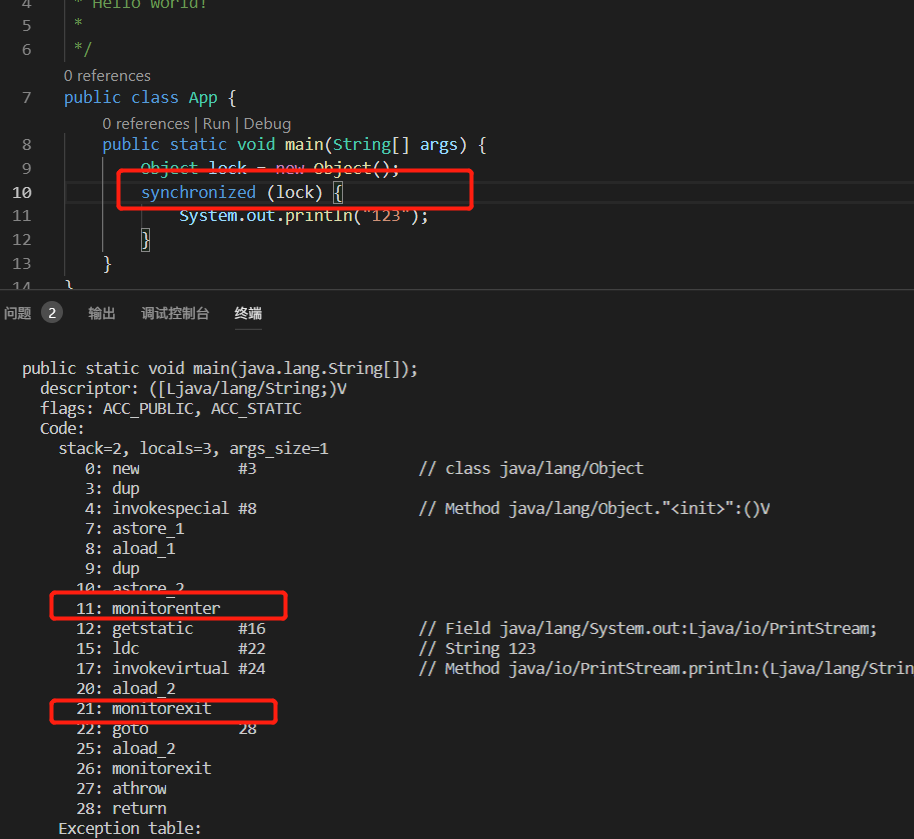 4 * Hello world!
5 *
6 */
0 references
7 public class App {
0 references | Run | Debug
8 public static void main(String[] args) {
9 Object lock = new Object();
10 synchronized (lock) {
11 System.out.println("123");
12 }
13 }
14 }
问题 2 输出 调试控制台 终端
public static void main(java.lang.String[]);
descriptor: ([Ljava/lang/String;)V
flags: ACC_PUBLIC, ACC_STATIC
Code:
stack=2, locals=3, args_size=1
0: new #3 // class java/lang/Object
3: dup
4: invokespecial #8 // Method java/lang/Object."<init>":()V
7: astore_1
8: aload_1
9: dup
10: astore_2
11: monitorenter
12: getstatic #16 // Field java/lang/System.out:Ljava/io/PrintStream;
15: ldc #22 // String 123
17: invokevirtual #24 // Method java/io/PrintStream.println:(Ljava/lang/Strin
20: aload_2
21: monitorexit
22: goto 28
25: aload_2
26: monitorexit
27: athrow
28: return
Exception table: